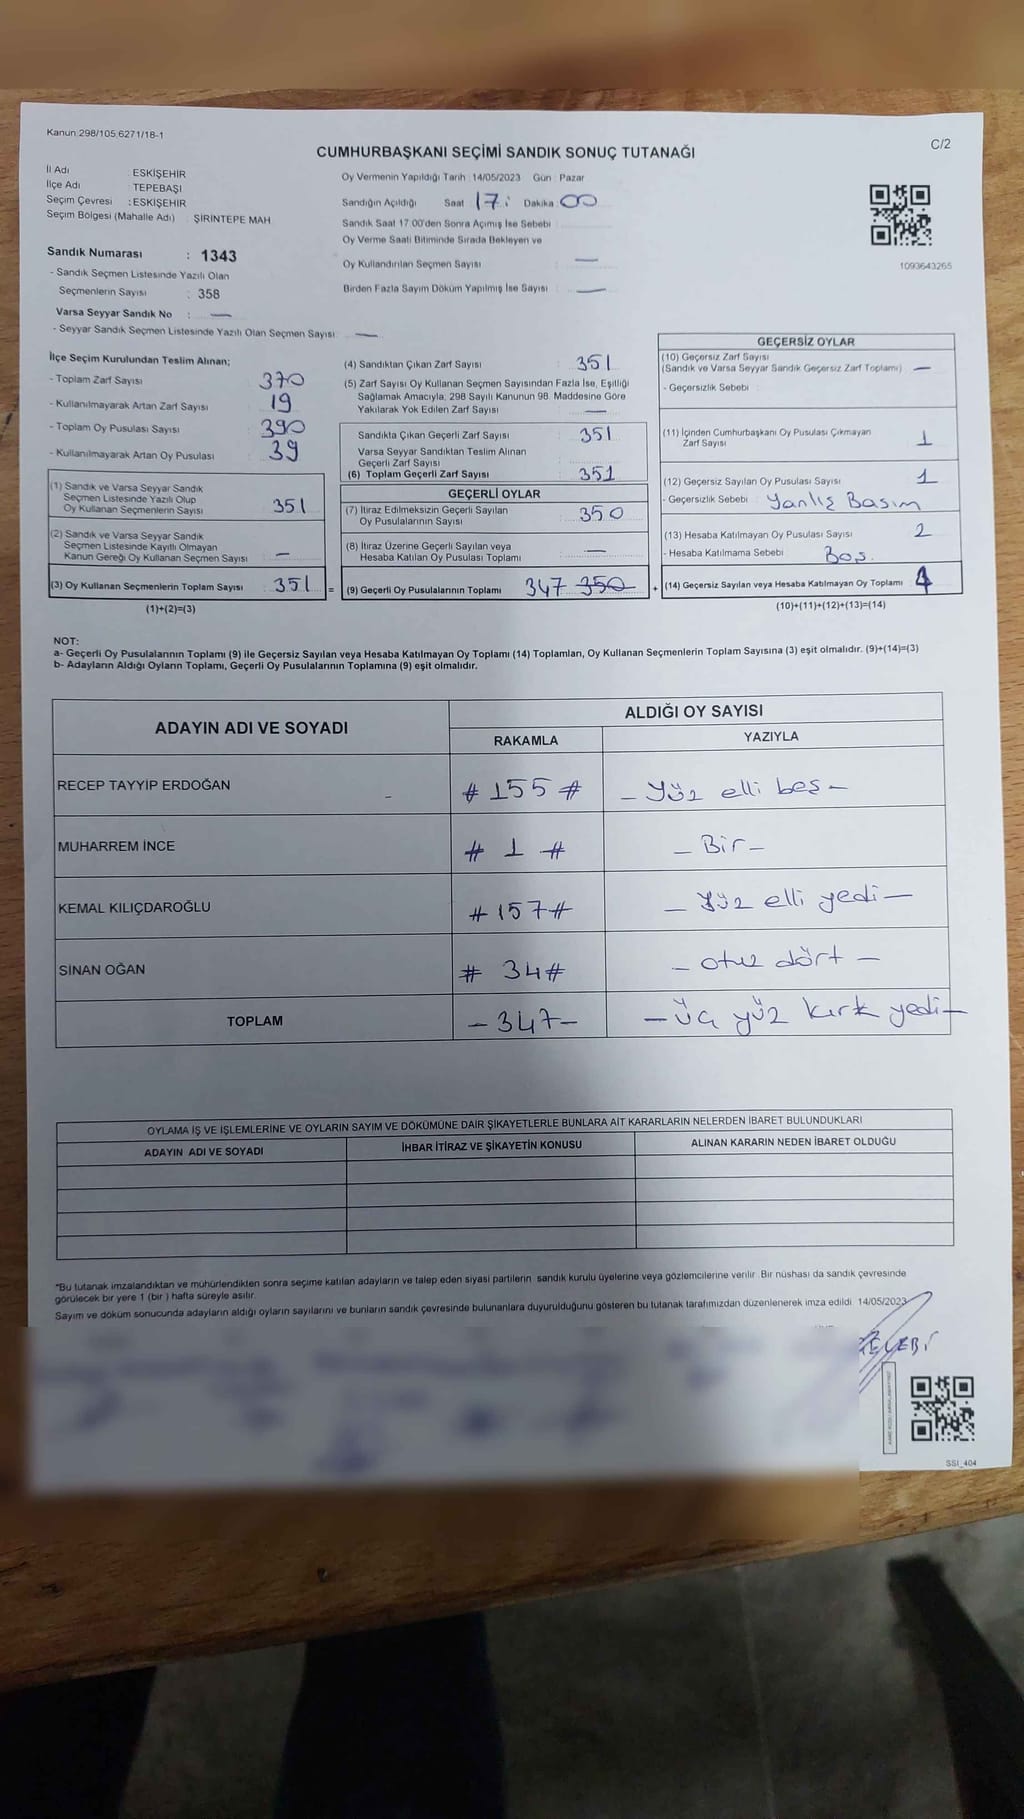 Kanun 298/105,6271/18-1
C/2
CUMHURBAŞKANI SEÇİMİ SANDIK SONUÇ TUTANAĞI
İl Adı : ESKİŞEHİR
İlçe Adı : TEPEBAŞI
Seçim Çevresi : ESKİŞEHİR
Seçim Bölgesi (Mahalle Adı) ŞİRİNTEPE MAH
Oy Vermenin Yapıldığı Tarih : 14/05/2023 Gün : Pazar
Sandığın Açıldığı Saat 17: Dakika : 00
Sandık Saat 17:00'den Sonra Açımış İse Sebebi
Oy Verme Saati Bitiminde Sırada Bekleyen ve
Oy Kullandırılan Seçmen Sayısı : —
Birden Fazla Sayım Döküm Yapılmış İse Sayısı : —
1093643265
Sandık Numarası : 1343
- Sandık Seçmen Listesinde Yazılı Olan
Seçmenlerin Sayısı : 358
Varsa Seyyar Sandık No : —
- Seyyar Sandık Seçmen Listesinde Yazılı Olan Seçmen Sayısı : —
İlçe Seçim Kurulundan Teslim Alınan;
- Toplam Zarf Sayısı 370
- Kullanılmayarak Artan Zarf Sayısı 19
- Toplam Oy Pusulası Sayısı 390
- Kullanılmayarak Artan Oy Pusulası 39
(1) Sandık ve Varsa Seyyar Sandık
Seçmen Listesinde Yazılı Olup
Oy Kullanan Seçmenlerin Sayısı 351
(2) Sandık ve Varsa Seyyar Sandık
Seçmen Listesinde Kayıtlı Olmayan
Kanun Gereği Oy Kullanan Seçmen Sayısı —
(3) Oy Kullanan Seçmenlerin Toplam Sayısı : 351 =
(1)+(2)=(3)
(4) Sandıktan Çıkan Zarf Sayısı : 351
(5) Zarf Sayısı Oy Kullanan Seçmen Sayısından Fazla İse, Eşitliği
Sağlamak Amacıyla; 298 Sayılı Kanunun 98. Maddesine Göre
Yakılarak Yok Edilen Zarf Sayısı —
Sandıkta Çıkan Geçerli Zarf Sayısı : 351
Varsa Seyyar Sandıktan Teslim Alınan
Geçerli Zarf Sayısı
(6) Toplam Geçerli Zarf Sayısı : 351
GEÇERLİ OYLAR
(7) İtiraz Edilmeksizin Geçerli Sayılan
Oy Pusulalarının Sayısı : 350
(8) İtiraz Üzerine Geçerli Sayılan veya
Hesaba Katılan Oy Pusulası Toplamı : —
(9) Geçerli Oy Pusulalarının Toplamı 347 350 +
GEÇERSİZ OYLAR
(10) Geçersiz Zarf Sayısı
(Sandık ve Varsa Seyyar Sandık Geçersiz Zarf Toplamı) —
- Geçersizlik Sebebi :
(11) İçinden Cumhurbaşkanı Oy Pusulası Çıkmayan
Zarf Sayısı 1
(12) Geçersiz Sayılan Oy Pusulası Sayısı 1
- Geçersizlik Sebebi : Yanlış Basım
(13) Hesaba Katılmayan Oy Pusulası Sayısı 2
- Hesaba Katılmama Sebebi Boş.
(14) Geçersiz Sayılan veya Hesaba Katılmayan Oy Toplamı 4
(10)+(11)+(12)+(13)=(14)
NOT:
a- Geçerli Oy Pusulalarının Toplamı (9) ile Geçersiz Sayılan veya Hesaba Katılmayan Oy Toplamı (14) Toplamları, Oy Kullanan Seçmenlerin Toplam Sayısına (3) eşit olmalıdır. (9)+(14)=(3)
b- Adayların Aldığı Oyların Toplamı, Geçerli Oy Pusulalarının Toplamına (9) eşit olmalıdır.
ADAYIN ADI VE SOYADI
ALDIĞI OY SAYISI
RAKAMLA YAZIYLA
RECEP TAYYİP ERDOĞAN # 155 # - Yüz elli beş -
MUHARREM İNCE # 1 # - Bir -
KEMAL KILIÇDAROĞLU # 157 # - Yüz elli yedi -
SİNAN OĞAN # 34 # - otuz dört -
TOPLAM - 347 - - üç yüz kırk yedi -
OYLAMA İŞ VE İŞLEMLERİNE VE OYLARIN SAYIM VE DÖKÜMÜNE DAİR ŞİKAYETLERLE BUNLARA AİT KARARLARIN NELERDEN İBARET BULUNDUKLARI
ADAYIN ADI VE SOYADI İHBAR İTİRAZ VE ŞİKAYETİN KONUSU ALINAN KARARIN NEDEN İBARET OLDUĞU
*Bu tutanak imzalandıktan ve mühürlendikten sonra seçime katılan adayların ve talep eden siyasi partilerin sandık kurulu üyelerine veya gözlemcilerine verilir. Bir nüshası da sandık çevresinde
görülecek bir yere 1 (bir ) hafta süreyle asılır.
Sayım ve döküm sonucunda adayların aldığı oyların sayılarını ve bunların sandık çevresinde bulunanlara duyurulduğunu gösteren bu tutanak tarafımızdan düzenlenerek imza edildi. 14/05/2023
SSI_404